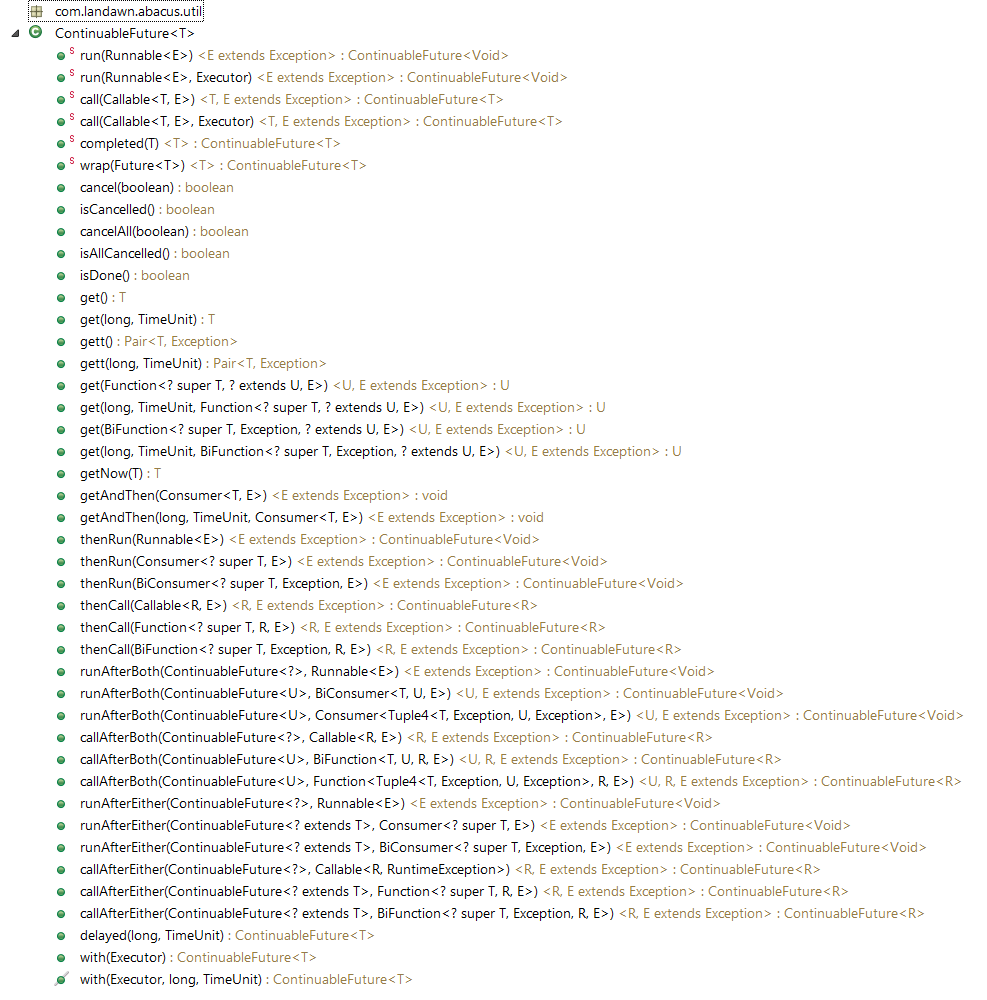 com.landawn.abacus.util
ContinuableFuture<T>
run(Runnable<E>) <E extends Exception> : ContinuableFuture<Void>
run(Runnable<E>, Executor) <E extends Exception> : ContinuableFuture<Void>
call(Callable<T, E>) <T, E extends Exception> : ContinuableFuture<T>
call(Callable<T, E>, Executor) <T, E extends Exception> : ContinuableFuture<T>
completed(T) <T> : ContinuableFuture<T>
wrap(Future<T>) <T> : ContinuableFuture<T>
cancel(boolean) : boolean
isCancelled() : boolean
cancelAll(boolean) : boolean
isAllCancelled() : boolean
isDone() : boolean
get() : T
get(long, TimeUnit) : T
gett() : Pair<T, Exception>
gett(long, TimeUnit) : Pair<T, Exception>
get(Function<? super T, ? extends U, E>) <U, E extends Exception> : U
get(long, TimeUnit, Function<? super T, ? extends U, E>) <U, E extends Exception> : U
get(BiFunction<? super T, Exception, ? extends U, E>) <U, E extends Exception> : U
get(long, TimeUnit, BiFunction<? super T, Exception, ? extends U, E>) <U, E extends Exception> : U
getNow(T) : T
getAndThen(Consumer<T, E>) <E extends Exception> : void
getAndThen(long, TimeUnit, Consumer<T, E>) <E extends Exception> : void
thenRun(Runnable<E>) <E extends Exception> : ContinuableFuture<Void>
thenRun(Consumer<? super T, E>) <E extends Exception> : ContinuableFuture<Void>
thenRun(BiConsumer<? super T, Exception, E>) <E extends Exception> : ContinuableFuture<Void>
thenCall(Callable<R, E>) <R, E extends Exception> : ContinuableFuture<R>
thenCall(Function<? super T, R, E>) <R, E extends Exception> : ContinuableFuture<R>
thenCall(BiFunction<? super T, Exception, R, E>) <R, E extends Exception> : ContinuableFuture<R>
runAfterBoth(ContinuableFuture<?>, Runnable<E>) <E extends Exception> : ContinuableFuture<Void>
runAfterBoth(ContinuableFuture<U>, BiConsumer<T, U, E>) <U, E extends Exception> : ContinuableFuture<Void>
runAfterBoth(ContinuableFuture<U>, Consumer<Tuple4<T, Exception, U, Exception>, E>) <U, E extends Exception> : ContinuableFuture<Void>
callAfterBoth(ContinuableFuture<?>, Callable<R, E>) <R, E extends Exception> : ContinuableFuture<R>
callAfterBoth(ContinuableFuture<U>, BiFunction<T, U, R, E>) <U, R, E extends Exception> : ContinuableFuture<R>
callAfterBoth(ContinuableFuture<U>, Function<Tuple4<T, Exception, U, Exception>, R, E>) <U, R, E extends Exception> : ContinuableFuture<R>
runAfterEither(ContinuableFuture<?>, Runnable<E>) <E extends Exception> : ContinuableFuture<Void>
runAfterEither(ContinuableFuture<? extends T>, Consumer<? super T, E>) <E extends Exception> : ContinuableFuture<Void>
runAfterEither(ContinuableFuture<? extends T>, BiConsumer<? super T, Exception, E>) <E extends Exception> : ContinuableFuture<Void>
callAfterEither(ContinuableFuture<?>, Callable<R, RuntimeException>) <R, E extends Exception> : ContinuableFuture<R>
callAfterEither(ContinuableFuture<? extends T>, Function<? super T, R, E>) <R, E extends Exception> : ContinuableFuture<R>
callAfterEither(ContinuableFuture<? extends T>, BiFunction<? super T, Exception, R, E>) <R, E extends Exception> : ContinuableFuture<R>
delayed(long, TimeUnit) : ContinuableFuture<T>
with(Executor) : ContinuableFuture<T>
with(Executor, long, TimeUnit) : ContinuableFuture<T>